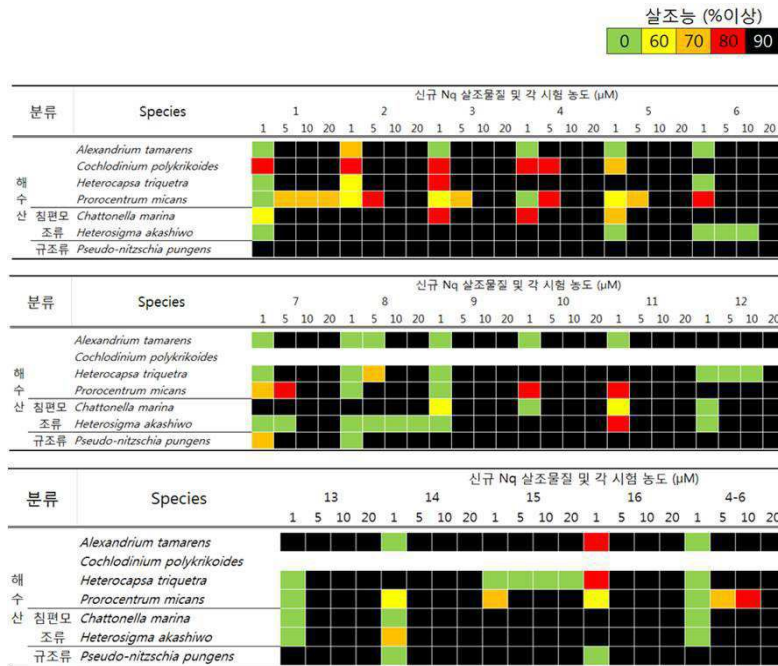 살조능 (%이상)
0 60 70 80 90
분류 Species 신규 Nq 살조물질 및 각 시험 농도 (μM)
1 2 3 4 5 6
1 5 10 20 1 5 10 20 1 5 10 20 1 5 10 20 1 5 10 20 1 5 10 20
Alexandrium tamarens
Cochlodinium polykrikoides
해 Heterocapsa triquetra
수 Prorocentrum micans
산 침편모 Chattonella marina
조류 Heterosigma akashiwo
규조류 Pseudo-nitzschia pungens
분류 Species 신규 Nq 살조물질 및 각 시험 농도 (μM)
7 8 9 10 11 12
1 5 10 20 1 5 10 20 1 5 10 20 1 5 10 20 1 5 10 20 1 5 10 20
Alexandrium tamarens
Cochlodinium polykrikoides
해 Heterocapsa triquetra
수 Prorocentrum micans
산 침편모 Chattonella marina
조류 Heterosigma akashiwo
규조류 Pseudo-nitzschia pungens
분류 Species 신규 Nq 살조물질 및 각 시험 농도 (μM)
13 14 15 16 4-6
1 5 10 20 1 5 10 20 1 5 10 20 1 5 10 20 1 5 10 20
Alexandrium tamarens
Cochlodinium polykrikoides
해 Heterocapsa triquetra
수 Prorocentrum micans
산 침편모 Chattonella marina
조류 Heterosigma akashiwo
규조류 Pseudo-nitzschia pungens